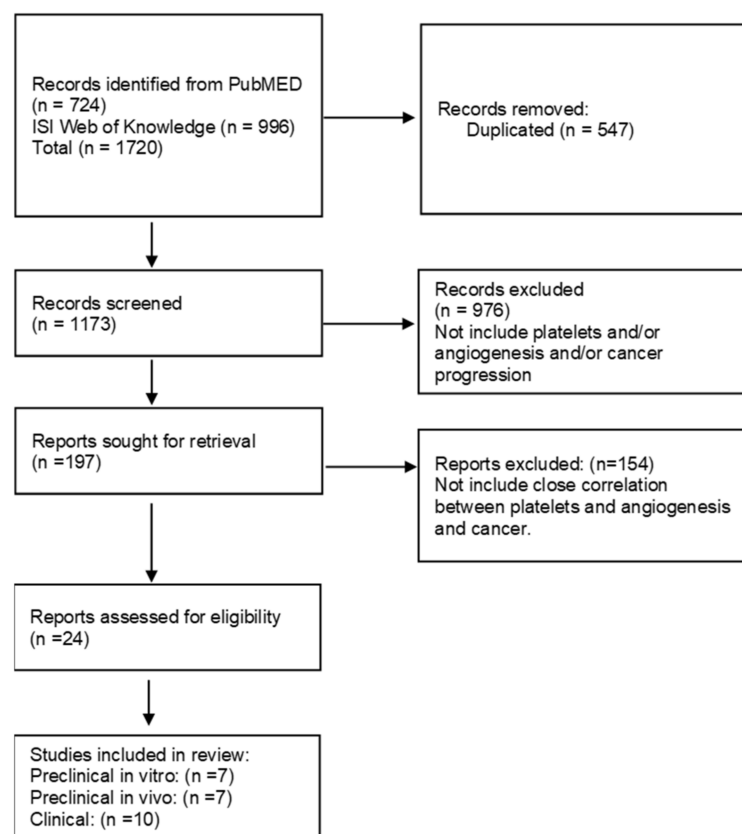 Records identified from PubMED
(n = 724)
ISI Web of Knowledge (n = 996)
Total (n = 1720)
Records removed:
Duplicated (n = 547)
Records screened
(n = 1173)
Records excluded
(n = 976)
Not include platelets and/or
angiogenesis and/or cancer
progression
Reports sought for retrieval
(n =197)
Reports excluded: (n=154)
Not include close correlation
between platelets and angiogenesis
and cancer.
Reports assessed for eligibility
(n =24)
Studies included in review:
Preclinical in vitro: (n =7)
Preclinical in vivo: (n =7)
Clinical: (n =10)